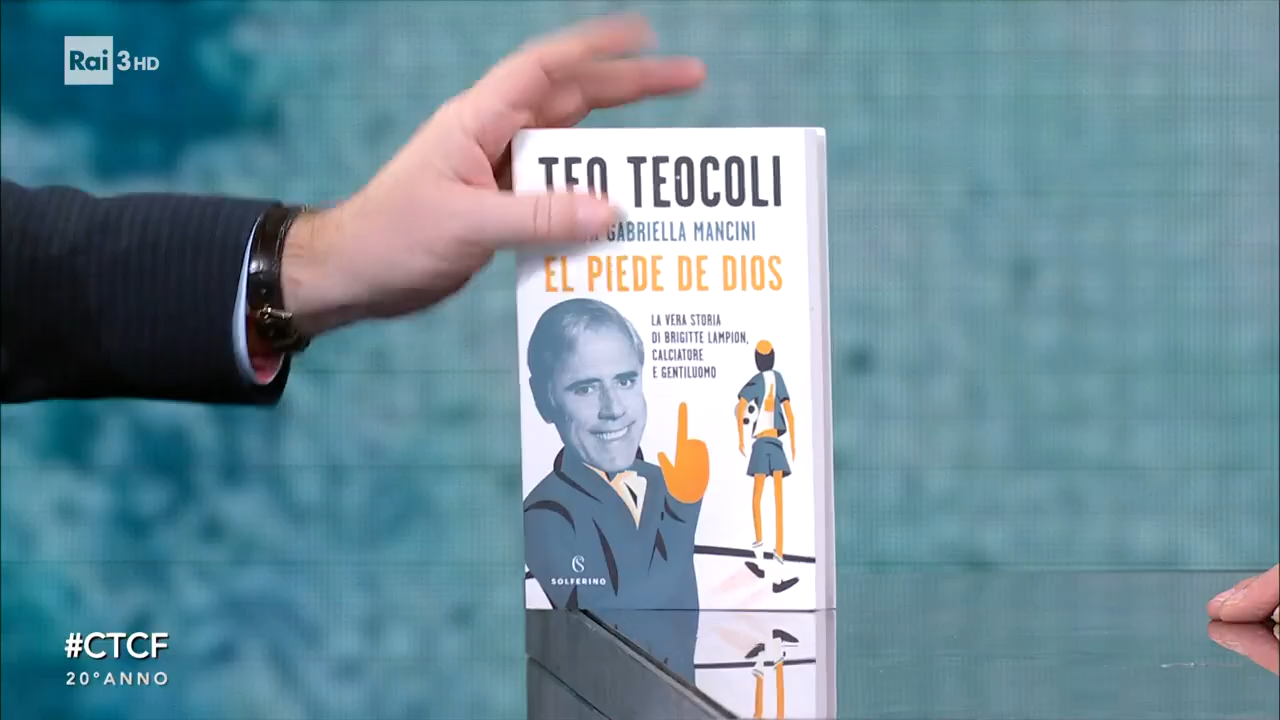 Rai 3HD
TEO TEOCOLI
GABRIELLA MANCINI
EL PIEDE DE DIOS
LA VERA STORIA
DI BRIGITTE LAMPION,
CALCIATORE
E GENTILUOMO
SOLFERINO
#CTCF
20°ANNO